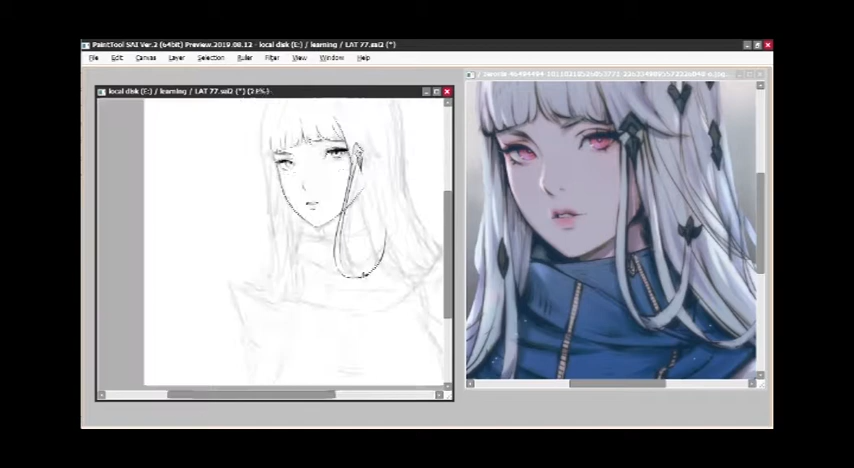 PaintTool SAI Ver.2 (64bit) Preview.2019.08.12 - local disk (E:) / learning / LAT 77.sai2 (*)
File Edit Canvas Layer Selection Ruler Filter View Window Help
local disk (E:) / learning / LAT 77.sai2 (*)